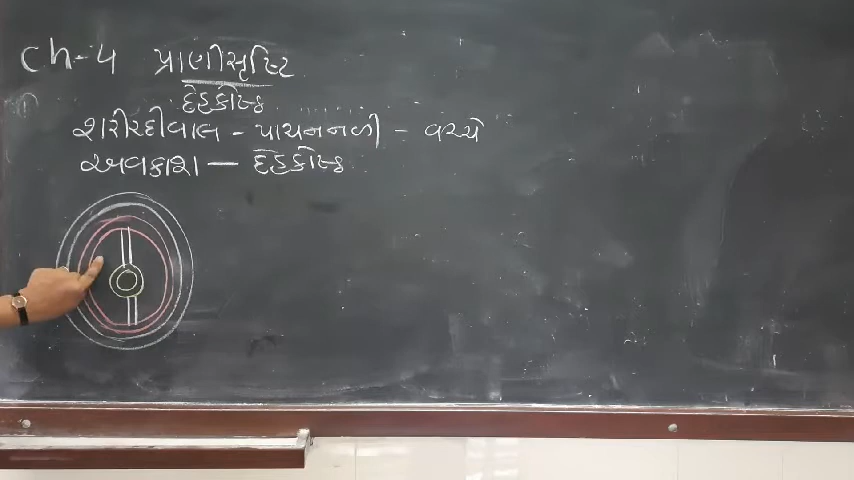 Ch-4 પ્રાણીસૃષ્ટિ
દેહકોષ્ઠ
શરીરદીવાલ - પાચનનળી - વચ્ચે
અવકાશ — દેહકોષ્ઠ